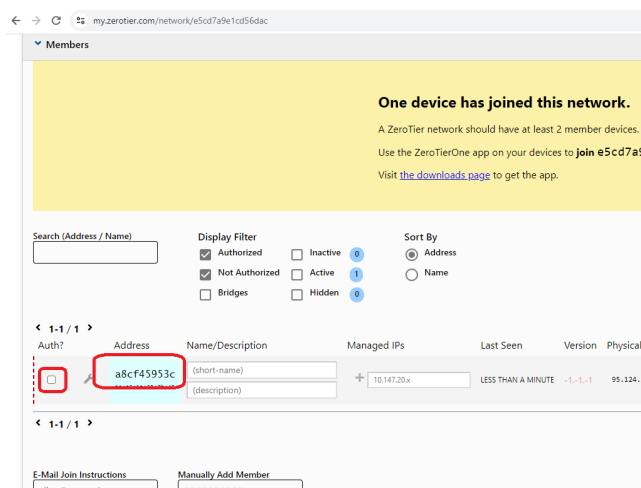 my.zerotier.com/network/e5cd7a9e1cd56dac
Members
One device has joined this network.
A ZeroTier network should have at least 2 member devices.
Use the ZeroTierOne app on your devices to join e5cd7a9
Visit the downloads page to get the app.
Search (Address / Name)
Display Filter
Sort By
Authorized
Inactive 0
Address
Not Authorized
Active 1
Name
Bridges
Hidden 0
1-1 / 1
Auth? Address Name/Description Managed IPs Last Seen Version Physical
a8cf45953c
(short-name)
(description)
10.147.20.x
LESS THAN A MINUTE
-1.-1.-1
95.124.
1-1 / 1
E-Mail Join Instructions
Manually Add Member